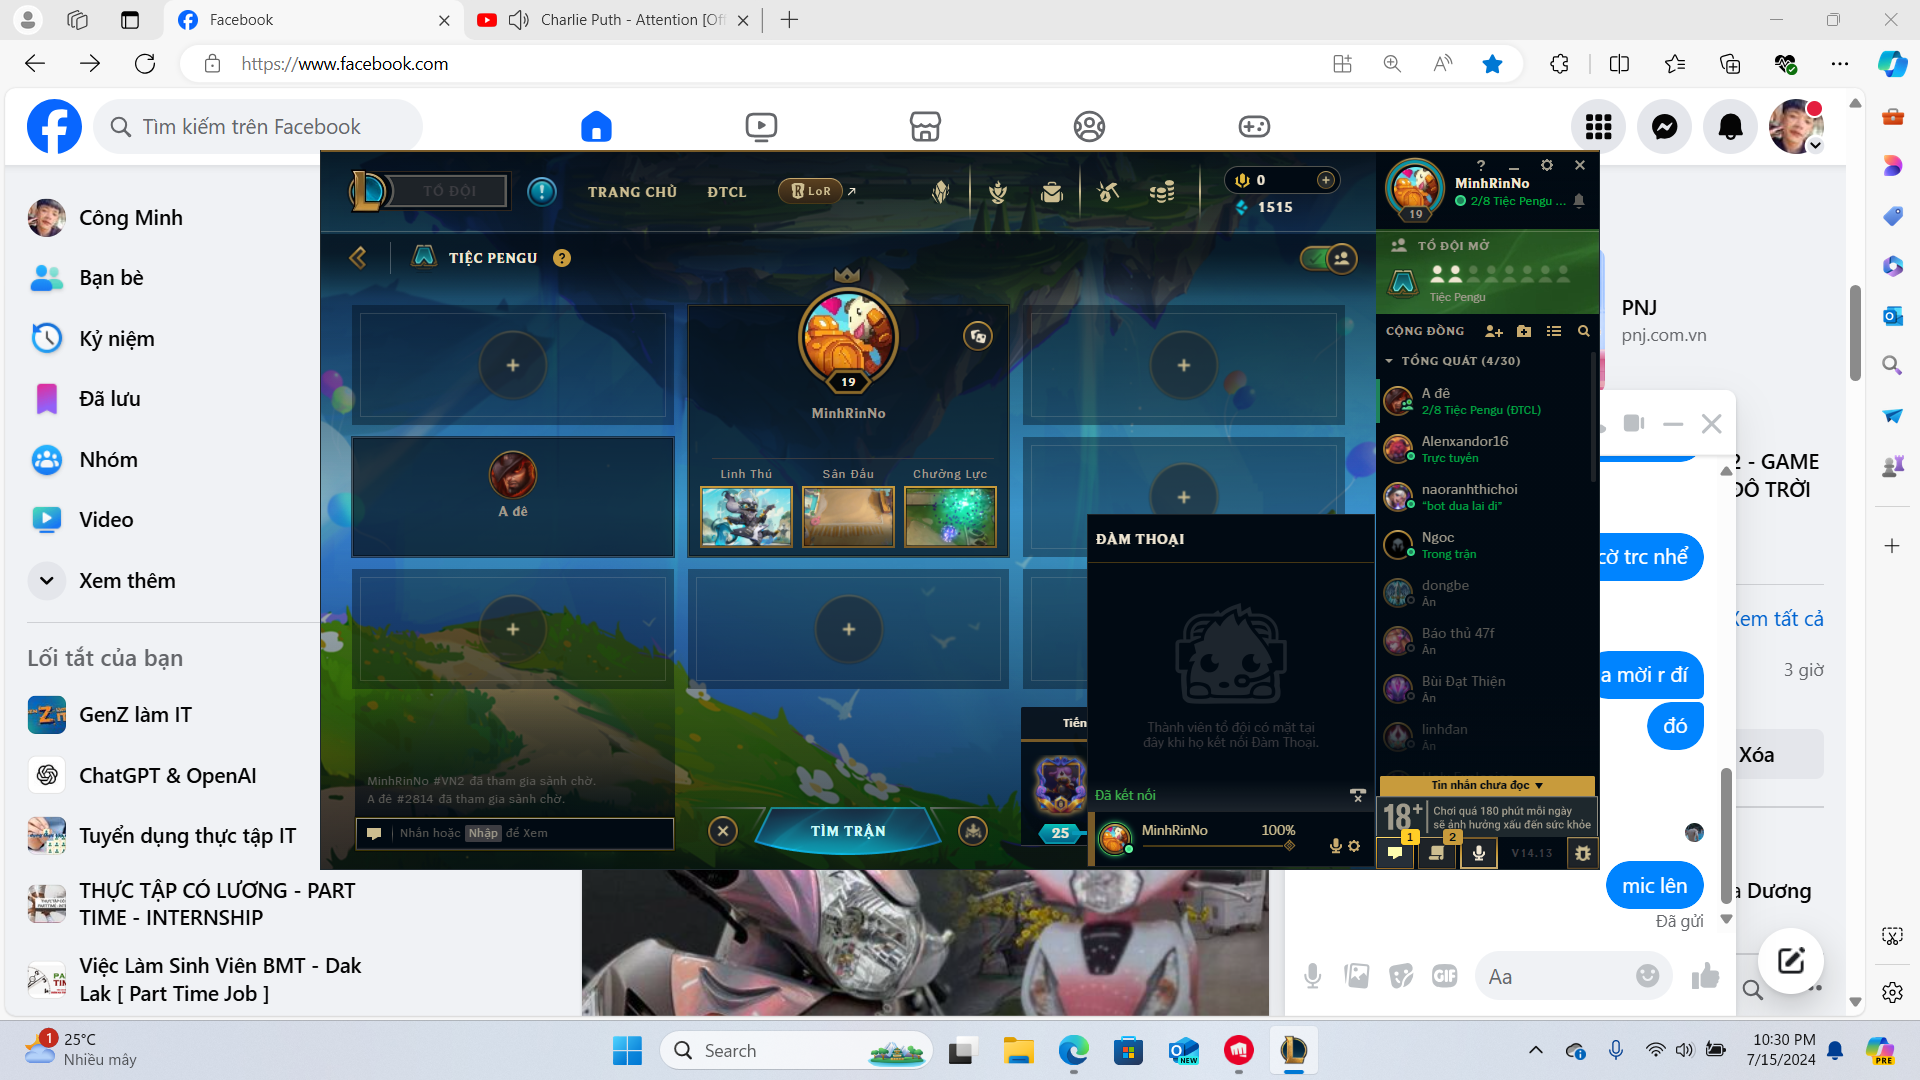 Facebook
Charlie Puth - Attention [Off
https://www.facebook.com
Tìm kiếm trên Facebook
Công Minh
Bạn bè
Kỷ niệm
Đã lưu
Nhóm
Video
Xem thêm
Lối tắt của bạn
GenZ làm IT
ChatGPT & OpenAI
Tuyển dụng thực tập IT
THỰC TẬP CÓ LƯƠNG - PART
TIME - INTERNSHIP
Việc Làm Sinh Viên BMT - Dak
Lak [ Part Time Job ]
TỔ ĐỘI
TRANG CHỦ
ĐTCL
LoR
0
1515
TIỆC PENGU
19
MinhRinNo
Linh Thú
Sân Đấu
Chưởng Lực
A đê
MinhRinNo #VN2 đã tham gia sảnh chờ.
A đê #2814 đã tham gia sảnh chờ.
Nhấn hoặc Nhập để Xem
TÌM TRẬN
Tiến
25
ĐÀM THOẠI
Thành viên tổ đội có mặt tại
đây khi họ kết nối Đàm Thoại.
Đã kết nối
MinhRinNo
100%
MinhRinNo
2/8 Tiệc Pengu ...
19
TỔ ĐỘI MỞ
Tiệc Pengu
CỘNG ĐỒNG
TỔNG QUÁT (4/30)
A đê
2/8 Tiệc Pengu (ĐTCL)
Alenxandor16
Trực tuyến
naoranhthichoi
"bot dua lai di"
Ngoc
Trong trận
dongbe
Ẩn
Báo thủ 47f
Ẩn
Bùi Đạt Thiện
Ẩn
linhđan
Ẩn
Tin nhắn chưa đọc
18+
Chơi quá 180 phút mỗi ngày
sẽ ảnh hưởng xấu đến sức khỏe
1
2
V14.13
PNJ
pnj.com.vn
2 - GAME
ĐÔ TRỜI
cờ trc nhể
Xem tất cả
a mời r đí
3 giờ
đó
Xóa
mic lên
a Dương
Đã gửi
GIF
Aa
1
25°C
Nhiều mây
Search
NEW
10:30 PM
7/15/2024
PRE